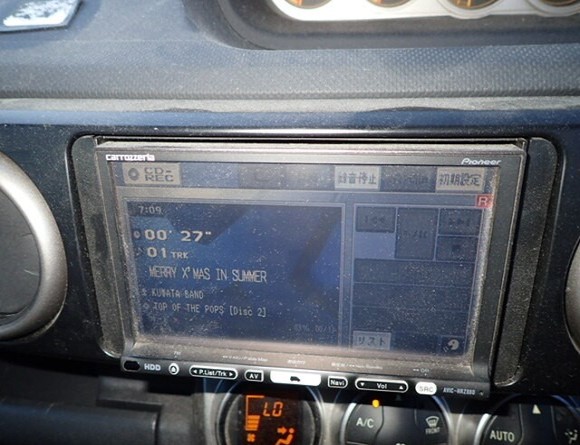 carrozzeria Pioneer
CD-REC 録音停止 初期設定
R
7:09
00' 27"
01 TRK
MERRY X'MAS IN SUMMER
KUWATA BAND
TOP OF THE POPS [Disc 2]
リスト
HDD P.List/Trk AV Navi Vol SRC
LO
A/C FRONT AUTO